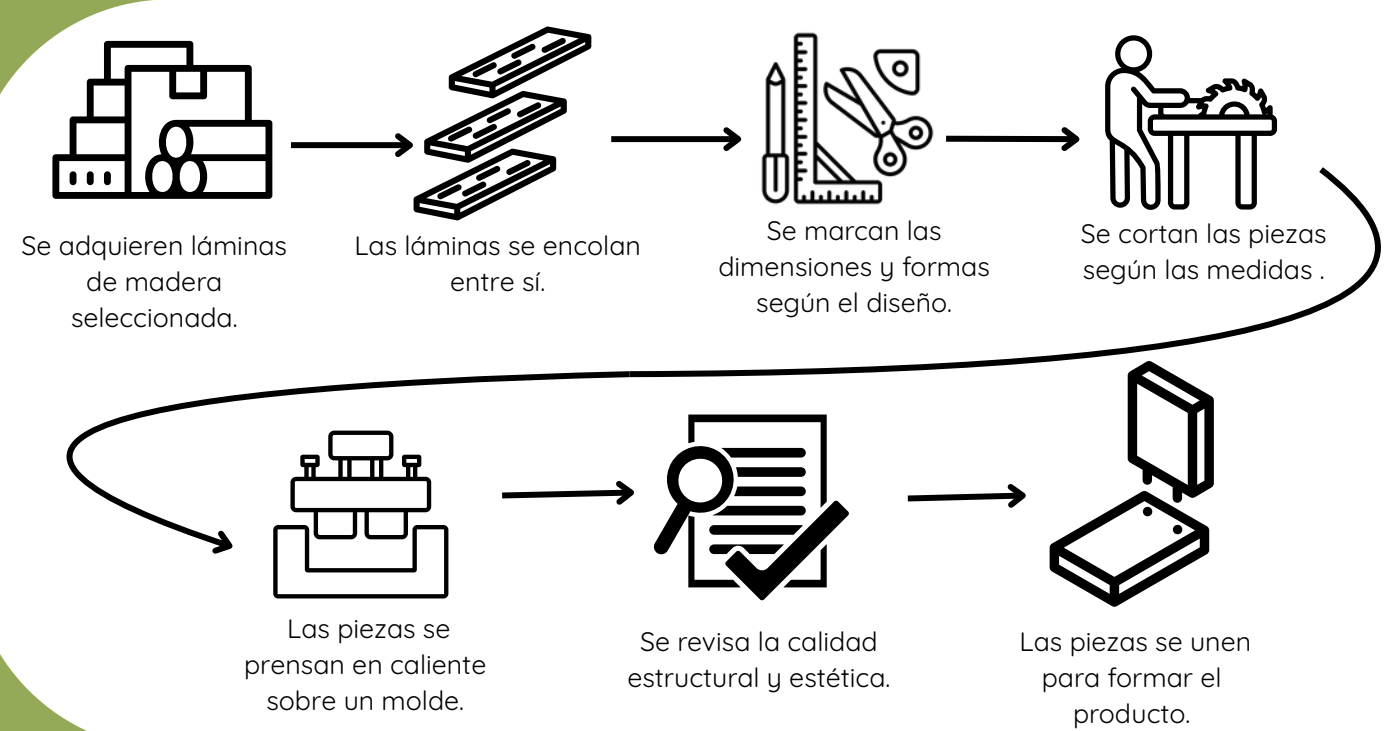 Se adquieren láminas
de madera
seleccionada.
Las láminas se encolan
entre sí.
Se marcan las
dimensiones y formas
según el diseño.
Se cortan las piezas
según las medidas .
Las piezas se
prensan en caliente
sobre un molde.
Se revisa la calidad
estructural y estética.
Las piezas se unen
para formar el
producto.